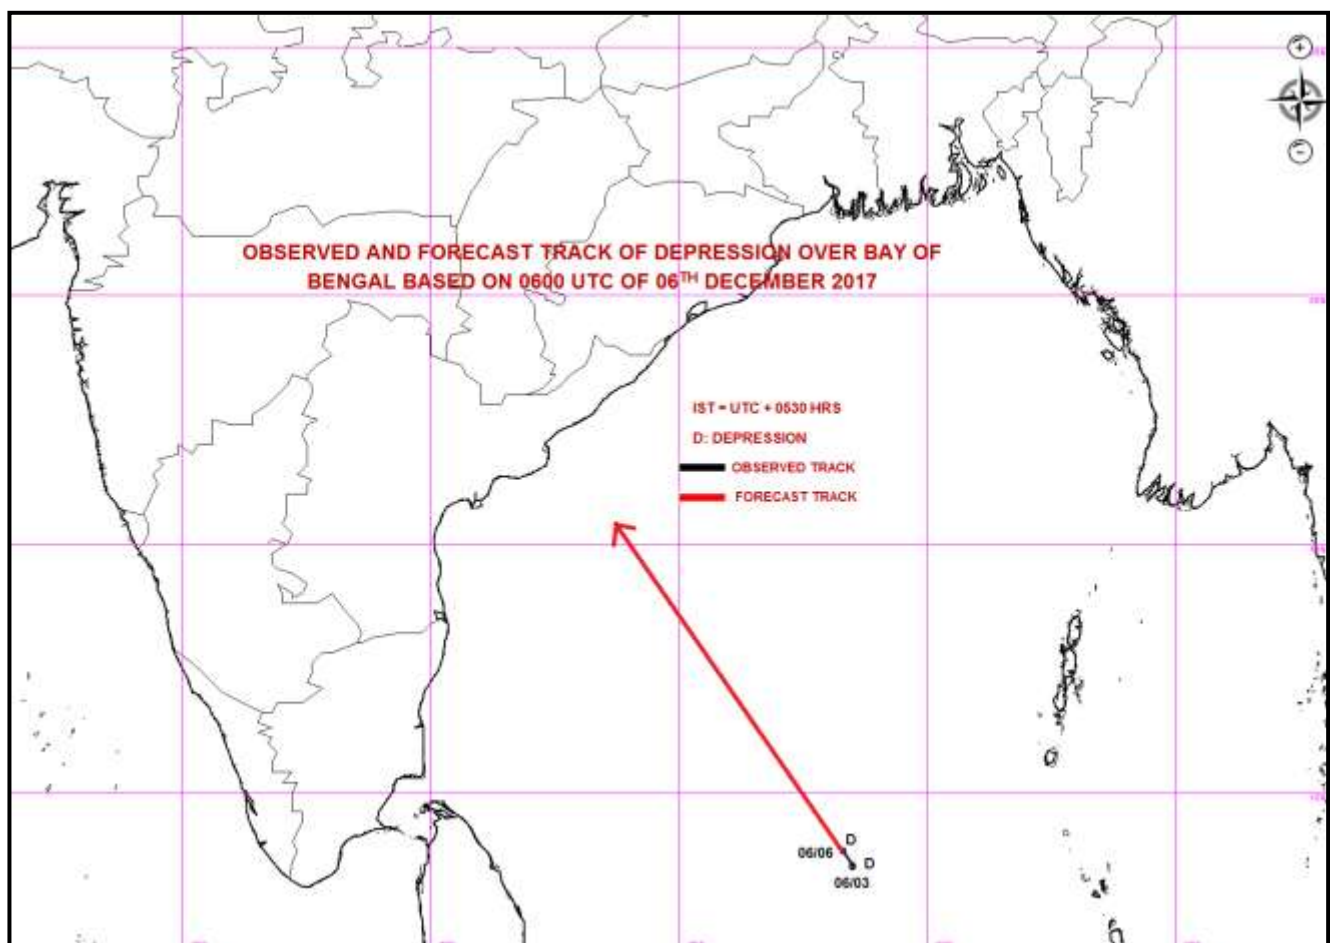 OBSERVED AND FORECAST TRACK OF DEPRESSION OVER BAY OF
BENGAL BASED ON 0600 UTC OF 06TH DECEMBER 2017
IST = UTC + 0530 HRS
D: DEPRESSION
OBSERVED TRACK
FORECAST TRACK
D
06/06
D
06/03